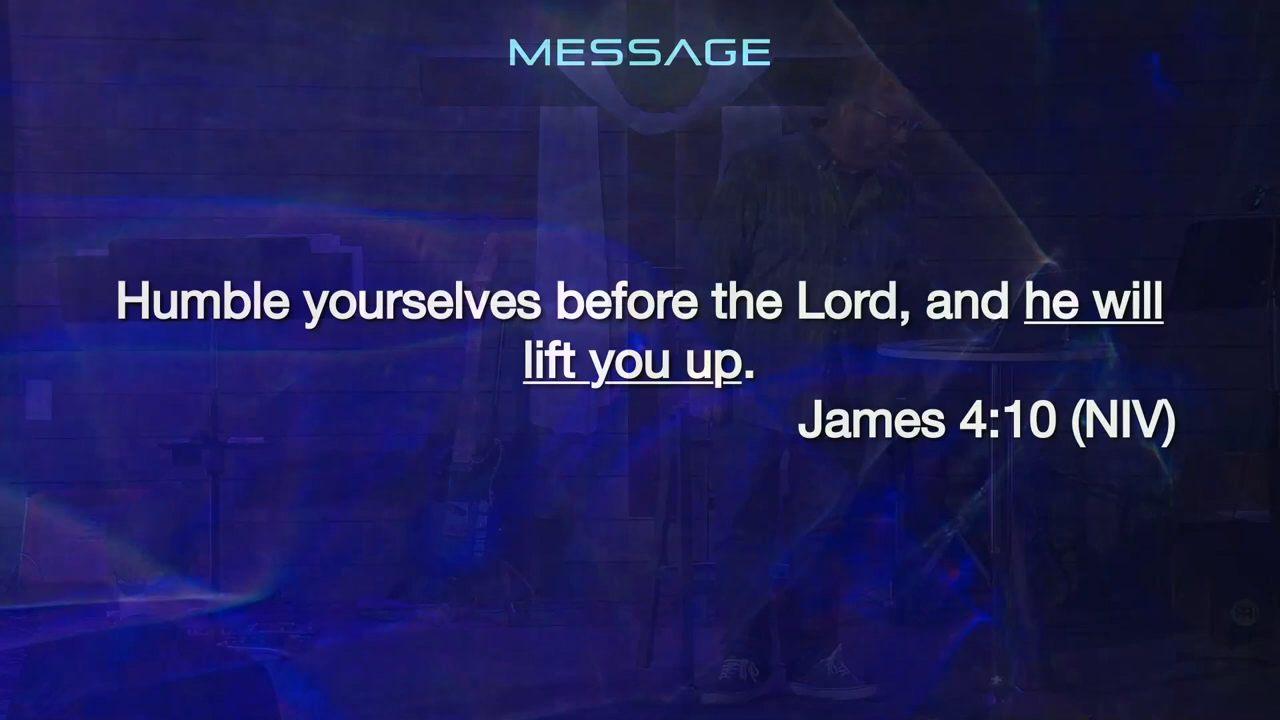 MESSAGE
Humble yourselves before the Lord, and he will
lift you up.
James 4:10 (NIV)